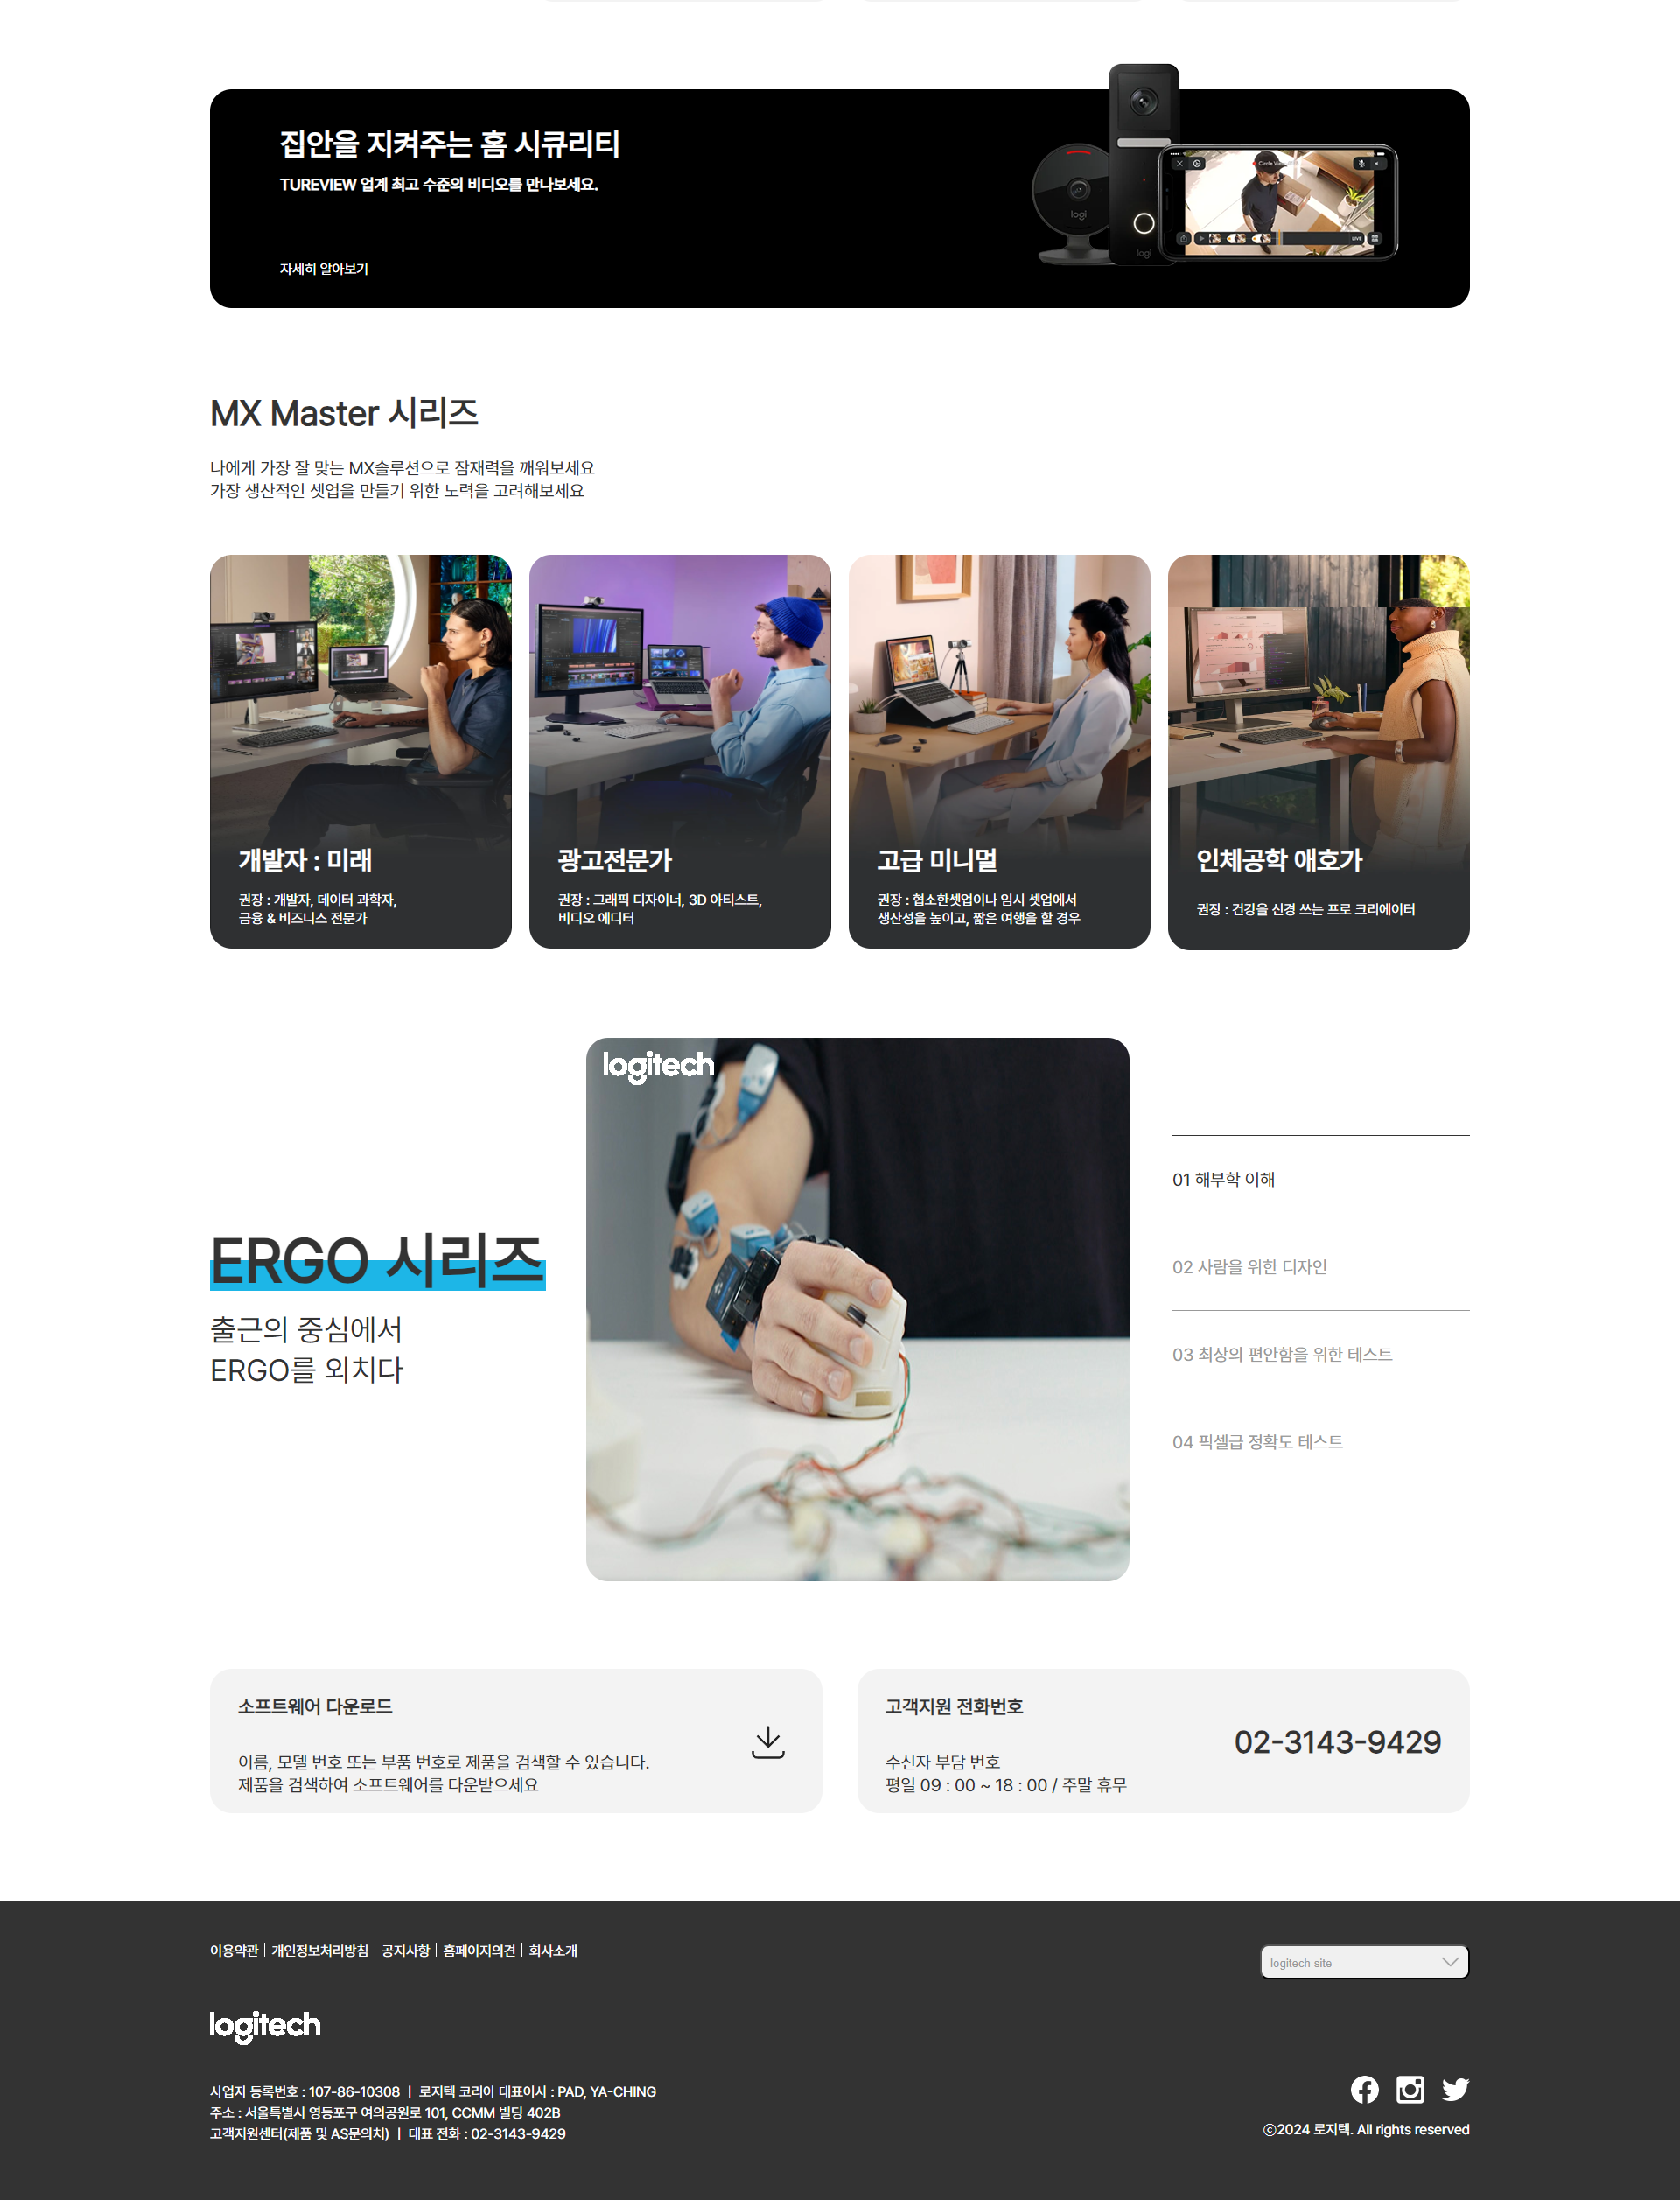 집안을 지켜주는 홈 시큐리티
TUREVIEW 업계 최고 수준의 비디오를 만나보세요.
자세히 알아보기
logi
logi
Circle View
LIVE
MX Master 시리즈
나에게 가장 잘 맞는 MX솔루션으로 잠재력을 깨워보세요
가장 생산적인 셋업을 만들기 위한 노력을 고려해보세요
개발자 : 미래
권장 : 개발자, 데이터 과학자,
금융 & 비즈니스 전문가
광고전문가
권장 : 그래픽 디자이너, 3D 아티스트,
비디오 에디터
고급 미니멀
권장 : 협소한셋업이나 임시 셋업에서
생산성을 높이고, 짧은 여행을 할 경우
인체공학 애호가
권장 : 건강을 신경 쓰는 프로 크리에이터
ERGO 시리즈
출근의 중심에서
ERGO를 외치다
logitech
01 해부학 이해
02 사람을 위한 디자인
03 최상의 편안함을 위한 테스트
04 픽셀급 정확도 테스트
소프트웨어 다운로드
이름, 모델 번호 또는 부품 번호로 제품을 검색할 수 있습니다.
제품을 검색하여 소프트웨어를 다운받으세요
고객지원 전화번호
수신자 부담 번호
평일 09 : 00 ~ 18 : 00 / 주말 휴무
02-3143-9429
이용약관 | 개인정보처리방침 | 공지사항 | 홈페이지의견 | 회사소개
logitech site
logitech
사업자 등록번호 : 107-86-10308 | 로지텍 코리아 대표이사 : PAD, YA-CHING
주소 : 서울특별시 영등포구 여의공원로 101, CCMM 빌딩 402B
고객지원센터(제품 및 AS문의처) | 대표 전화 : 02-3143-9429
ⓒ2024 로지텍. All rights reserved